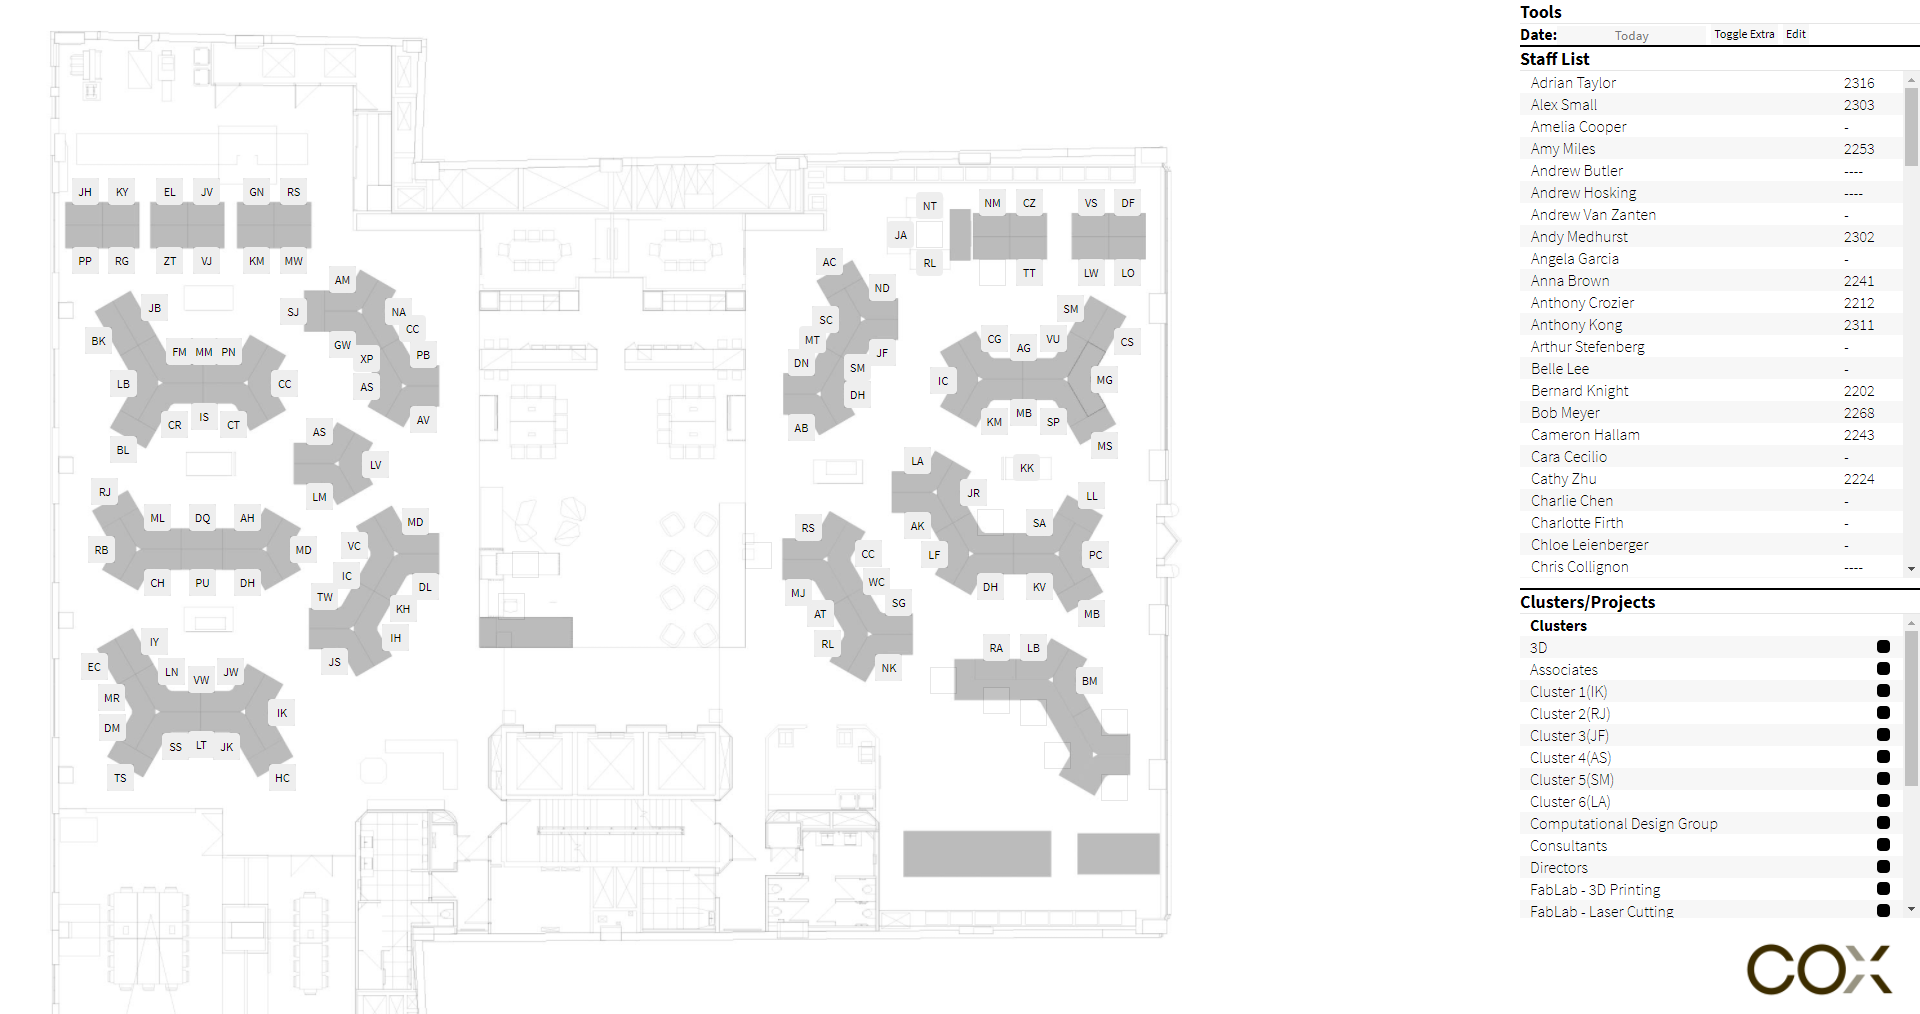 Tools
Date: Today Toggle Extra Edit
Staff List
Adrian Taylor 2316
Alex Small 2303
Amelia Cooper -
Amy Miles 2253
Andrew Butler ----
Andrew Hosking ----
Andrew Van Zanten -
Andy Medhurst 2302
Angela Garcia -
Anna Brown 2241
Anthony Crozier 2212
Anthony Kong 2311
Arthur Stefenberg -
Belle Lee -
Bernard Knight 2202
Bob Meyer 2268
Cameron Hallam 2243
Cara Cecilio -
Cathy Zhu 2224
Charlie Chen -
Charlotte Firth -
Chloe Leienberger -
Chris Collignon ----
Clusters/Projects
Clusters
3D
Associates
Cluster 1(IK)
Cluster 2(RJ)
Cluster 3(JF)
Cluster 4(AS)
Cluster 5(SM)
Cluster 6(LA)
Computational Design Group
Consultants
Directors
FabLab - 3D Printing
FabLab - Laser Cutting
COX
JH KY EL JV GN RS
PP RG ZT VJ KM MW
JB
BK
FM MM PN
LB CC
CR IS CT
BL
AM
SJ NA
CC
GW
XP PB
AS
AV
AS
LV
LM
RJ
ML DQ AH
RB MD
CH PU DH
MD
VC
IC
TW DL
KH
IH
JS
IY
EC
LN VW JW
MR
DM IK
SS LT JK
TS HC
NT
JA
RL
NM CZ VS DF
TT LW LO
AC
ND
SC
MT
DN JF
SM
DH
AB
SM
CG AG VU CS
IC MG
KM MB SP
MS
LA KK
JR LL
AK SA
LF PC
DH KV
MB
RS
CC
MJ WC
AT SG
RL
NK
RA LB
BM